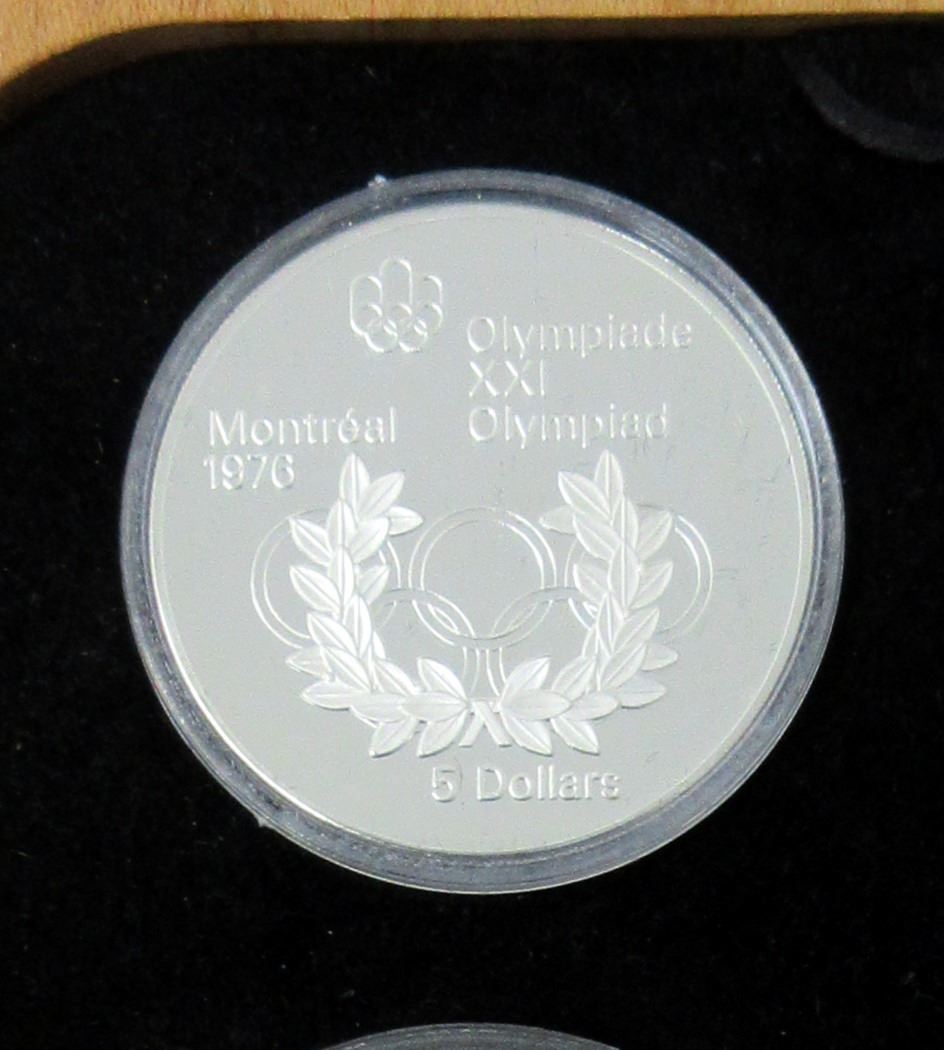 Olympiade
XXI
Olympiad
Montréal
1976
5 Dollars